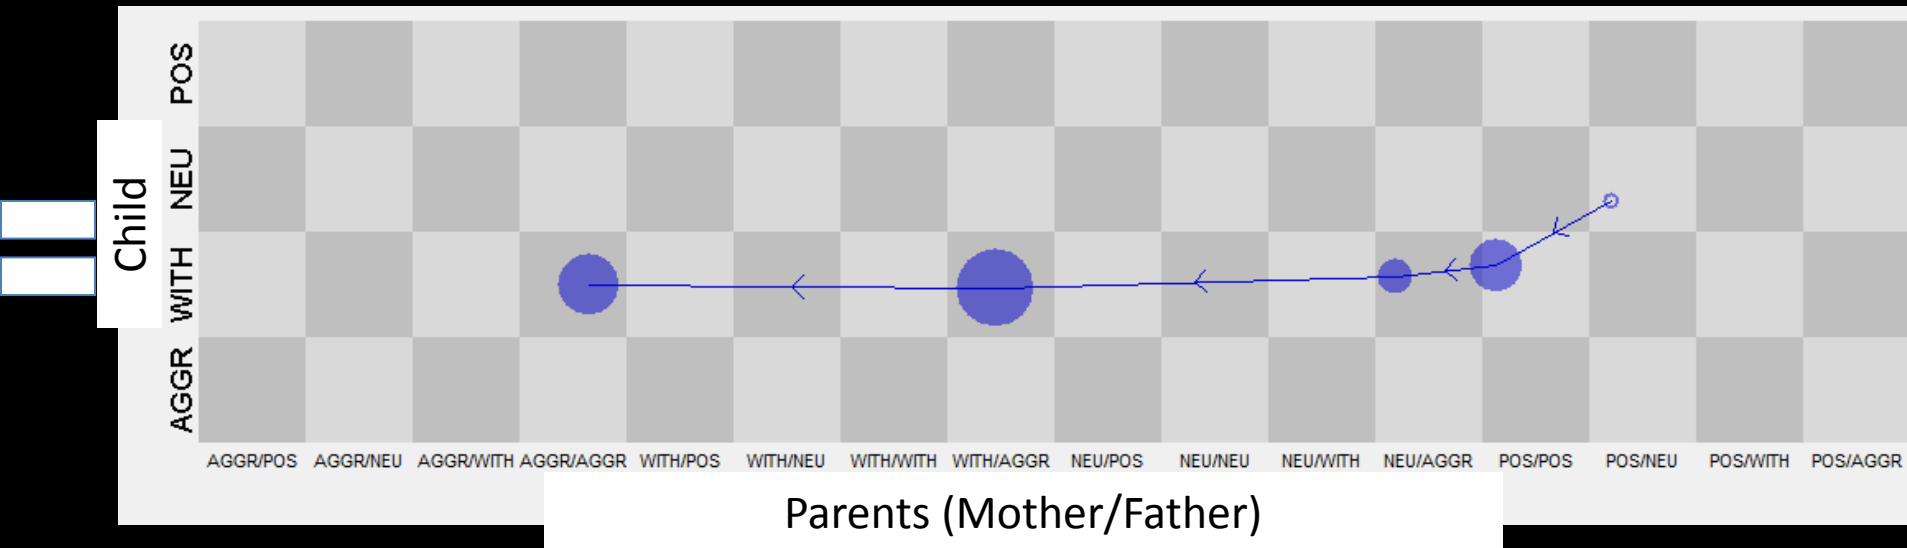 POS
NEU
WITH
AGGR
Child
AGGR/POS AGGR/NEU AGGR/WITH AGGR/AGGR WITH/POS WITH/NEU WITH/WITH WITH/AGGR NEU/POS NEU/NEU NEU/WITH NEU/AGGR POS/POS POS/NEU POS/WITH POS/AGGR
Parents (Mother/Father)